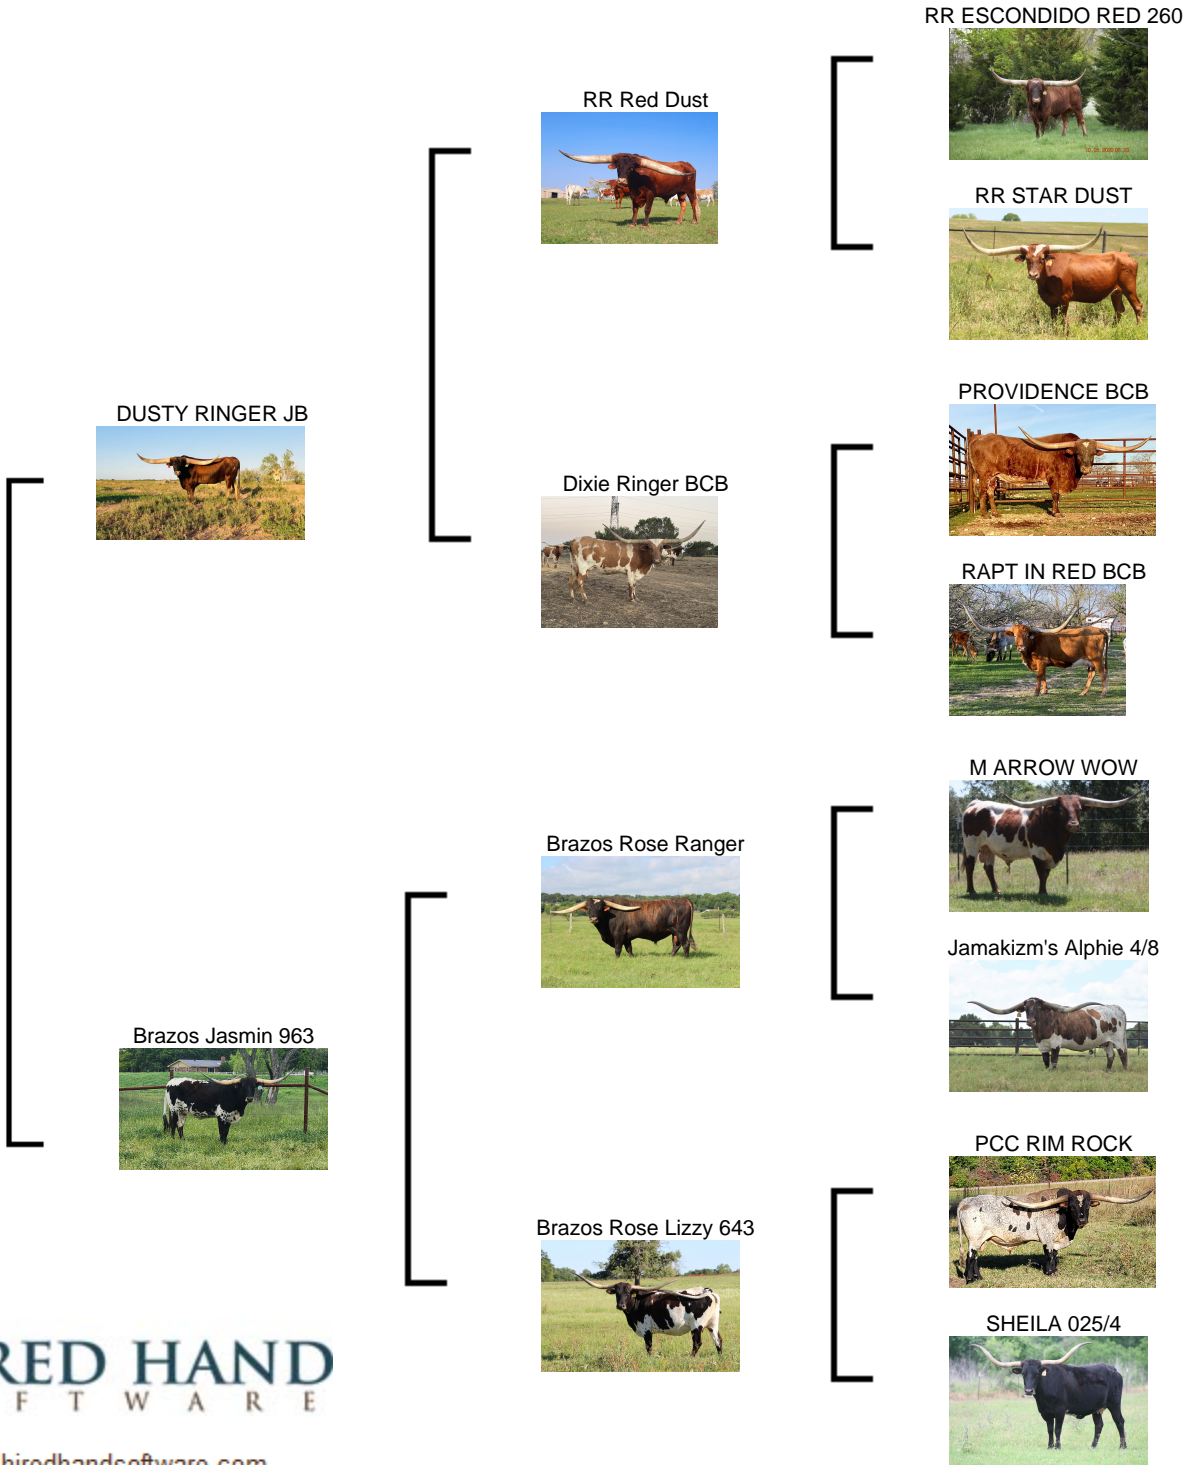 RR ESCONDIDO RED 260
RR Red Dust
RR STAR DUST
PROVIDENCE BCB
DUSTY RINGER JB
Dixie Ringer BCB
RAPT IN RED BCB
M ARROW WOW
Brazos Rose Ranger
Jamakizm's Alphie 4/8
Brazos Jasmin 963
PCC RIM ROCK
Brazos Rose Lizzy 643
SHEILA 025/4
RED HAND
F T W A R E
hiredhandsoftware.com